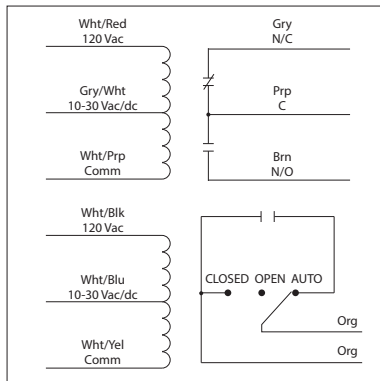 Wht/Red
120 Vac
Gry/Wht
10-30 Vac/dc
Wht/Prp
Comm
Gry
N/C
Prp
C
Brn
N/O
Wht/Blk
120 Vac
Wht/Blu
10-30 Vac/dc
Wht/Yel
Comm
CLOSED OPEN AUTO
Org
Org